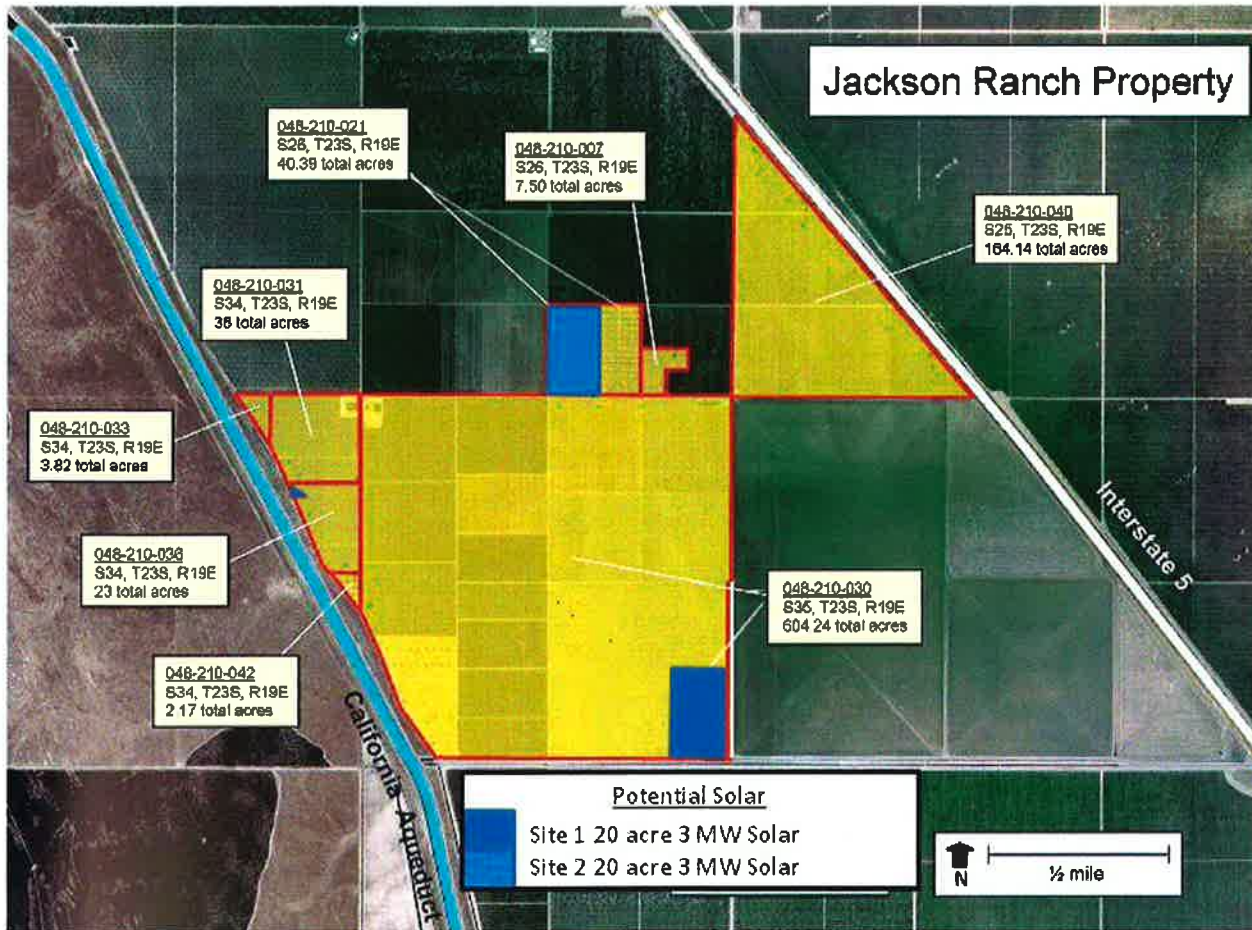 Jackson Ranch Property
048-210-021
S26, T23S, R19E
40.39 total acres
048-210-007
S26, T23S, R19E
7.50 total acres
048-210-040
S25, T23S, R19E
164.14 total acres
048-210-031
S34, T23S, R19E
36 total acres
048-210-033
S34, T23S, R19E
3.82 total acres
048-210-036
S34, T23S, R19E
23 total acres
048-210-042
S34, T23S, R19E
2.17 total acres
048-210-030
S35, T23S, R19E
604.24 total acres
Interstate 5
California Aqueduct
Potential Solar
Site 1 20 acre 3 MW Solar
Site 2 20 acre 3 MW Solar
N
½ mile